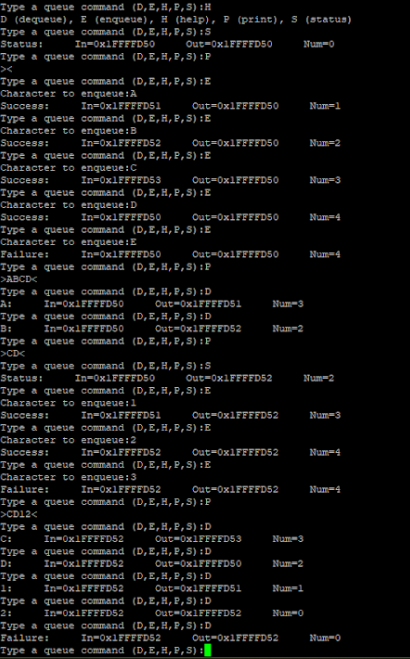 Type a queue command (D,E,H,P,S):H
D (dequeue), E (enqueue), H (help), P (print), S (status)
Type a queue command (D,E,H,P,S):S
Status:     In=0x1FFFFD50     Out=0x1FFFFD50     Num=0
Type a queue command (D,E,H,P,S):P
><
Type a queue command (D,E,H,P,S):E
Character to enqueue:A
Success:     In=0x1FFFFD51     Out=0x1FFFFD50     Num=1
Type a queue command (D,E,H,P,S):E
Character to enqueue:B
Success:     In=0x1FFFFD52     Out=0x1FFFFD50     Num=2
Type a queue command (D,E,H,P,S):E
Character to enqueue:C
Success:     In=0x1FFFFD53     Out=0x1FFFFD50     Num=3
Type a queue command (D,E,H,P,S):E
Character to enqueue:D
Success:     In=0x1FFFFD50     Out=0x1FFFFD50     Num=4
Type a queue command (D,E,H,P,S):E
Character to enqueue:E
Failure:     In=0x1FFFFD50     Out=0x1FFFFD50     Num=4
Type a queue command (D,E,H,P,S):P
>ABCD<
Type a queue command (D,E,H,P,S):D
A:     In=0x1FFFFD50     Out=0x1FFFFD51     Num=3
Type a queue command (D,E,H,P,S):D
B:     In=0x1FFFFD50     Out=0x1FFFFD52     Num=2
Type a queue command (D,E,H,P,S):P
>CD<
Type a queue command (D,E,H,P,S):S
Status:     In=0x1FFFFD50     Out=0x1FFFFD52     Num=2
Type a queue command (D,E,H,P,S):E
Character to enqueue:1
Success:     In=0x1FFFFD51     Out=0x1FFFFD52     Num=3
Type a queue command (D,E,H,P,S):E
Character to enqueue:2
Success:     In=0x1FFFFD52     Out=0x1FFFFD52     Num=4
Type a queue command (D,E,H,P,S):E
Character to enqueue:3
Failure:     In=0x1FFFFD52     Out=0x1FFFFD52     Num=4
Type a queue command (D,E,H,P,S):P
>CD12<
Type a queue command (D,E,H,P,S):D
C:     In=0x1FFFFD52     Out=0x1FFFFD53     Num=3
Type a queue command (D,E,H,P,S):D
D:     In=0x1FFFFD52     Out=0x1FFFFD50     Num=2
Type a queue command (D,E,H,P,S):D
1:     In=0x1FFFFD52     Out=0x1FFFFD51     Num=1
Type a queue command (D,E,H,P,S):D
2:     In=0x1FFFFD52     Out=0x1FFFFD52     Num=0
Type a queue command (D,E,H,P,S):D
Failure:     In=0x1FFFFD52     Out=0x1FFFFD52     Num=0
Type a queue command (D,E,H,P,S):